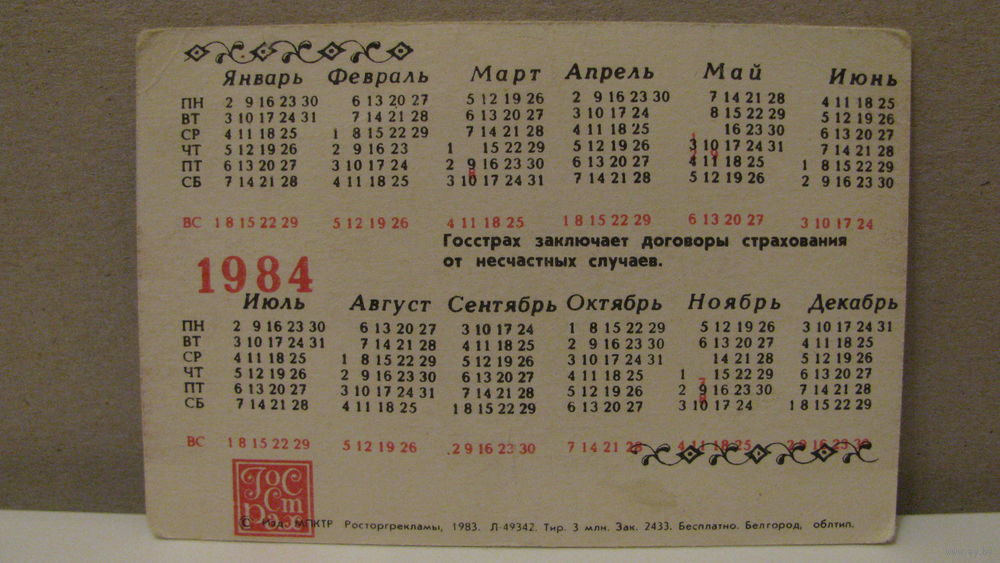 Январь Февраль Март Апрель Май Июнь
ПН 2 9 16 23 30 6 13 20 27 5 12 19 26 2 9 16 23 30 7 14 21 28 4 11 18 25
ВТ 3 10 17 24 31 7 14 21 28 6 13 20 27 3 10 17 24 8 15 22 29 5 12 19 26
СР 4 11 18 25 1 8 15 22 29 7 14 21 28 4 11 18 25 16 23 30 6 13 20 27
ЧТ 5 12 19 26 2 9 16 23 1 15 22 29 5 12 19 26 3 10 17 24 31 7 14 21 28
ПТ 6 13 20 27 3 10 17 24 2 9 16 23 30 6 13 20 27 4 11 18 25 1 8 15 22 29
СБ 7 14 21 28 4 11 18 25 3 10 17 24 31 7 14 21 28 5 12 19 26 2 9 16 23 30
ВС 1 8 15 22 29 5 12 19 26 4 11 18 25 1 8 15 22 29 6 13 20 27 3 10 17 24
Госстрах заключает договоры страхования
от несчастных случаев.
1984
Июль Август Сентябрь Октябрь Ноябрь Декабрь
ПН 2 9 16 23 30 6 13 20 27 3 10 17 24 1 8 15 22 29 5 12 19 26 3 10 17 24 31
ВТ 3 10 17 24 31 7 14 21 28 4 11 18 25 2 9 16 23 30 6 13 20 27 4 11 18 25
СР 4 11 18 25 1 8 15 22 29 5 12 19 26 3 10 17 24 31 14 21 28 5 12 19 26
ЧТ 5 12 19 26 2 9 16 23 30 6 13 20 27 4 11 18 25 1 15 22 29 6 13 20 27
ПТ 6 13 20 27 3 10 17 24 31 7 14 21 28 5 12 19 26 2 9 16 23 30 7 14 21 28
СБ 7 14 21 28 4 11 18 25 1 8 15 22 29 6 13 20 27 3 10 17 24 1 8 15 22 29
ВС 1 8 15 22 29 5 12 19 26 2 9 16 23 30 7 14 21 28 4 11 18 25 2 9 16 23 30
Гос
Ст
рах
© Изд. МПКТР Росторгрекламы, 1983. Л-49342. Тир. 3 млн. Зак. 2433. Бесплатно. Белгород, облтип.